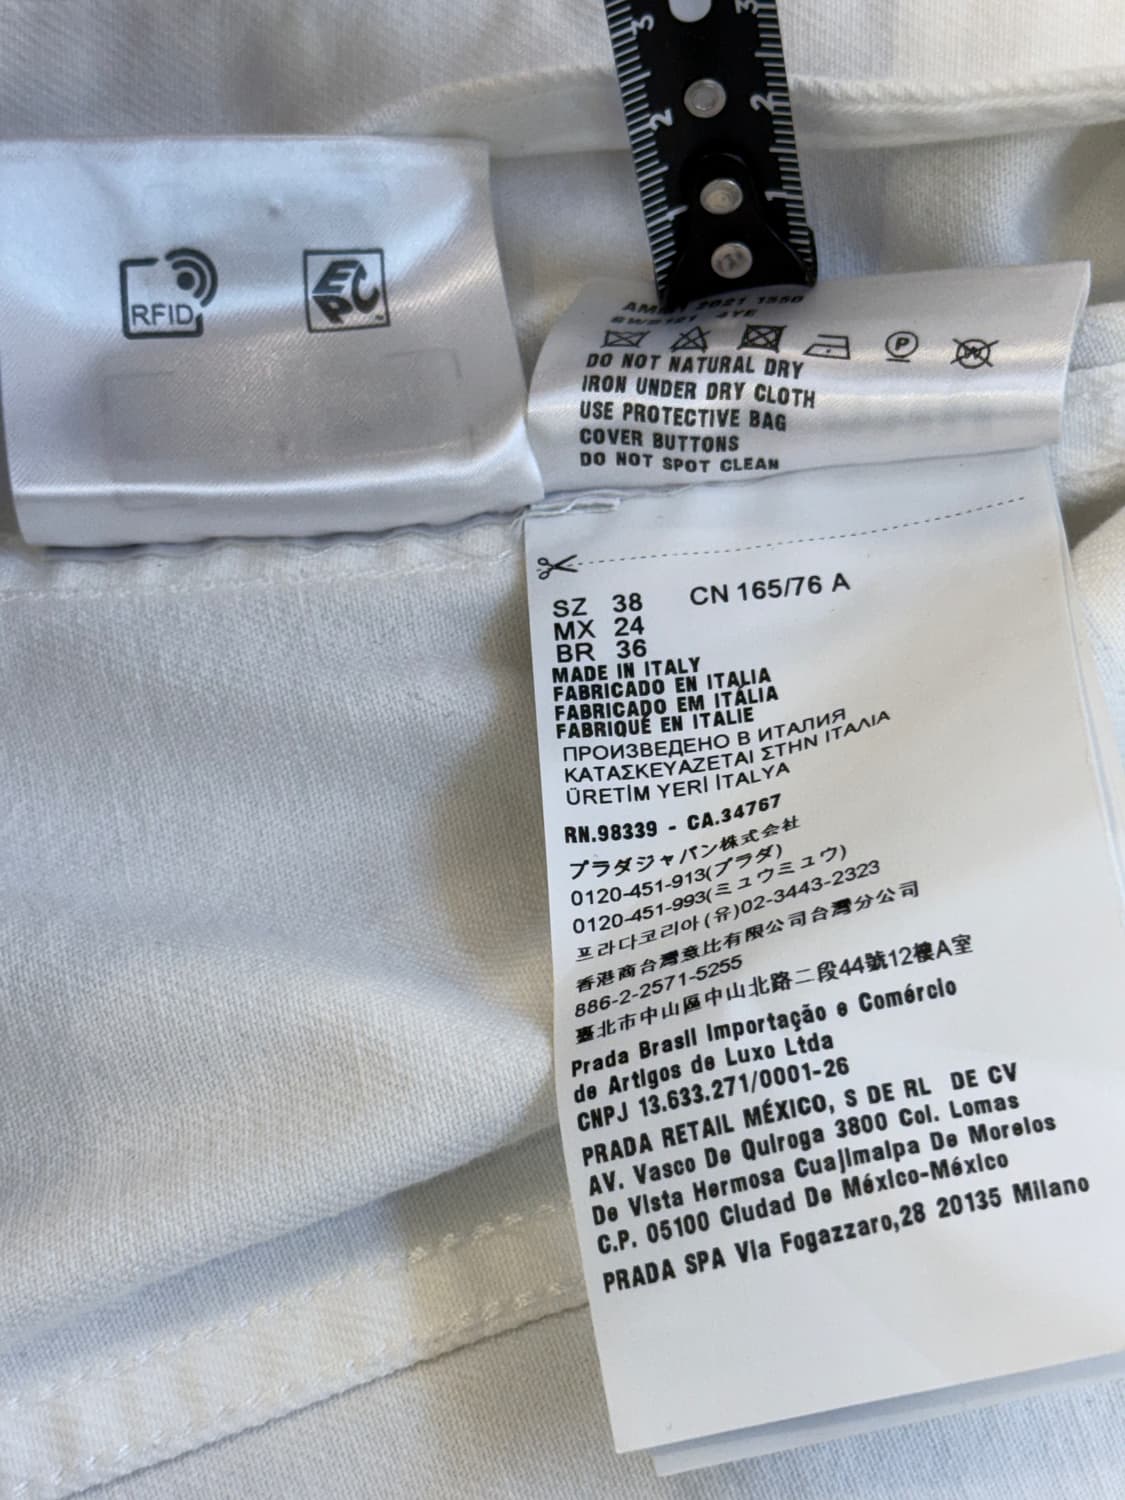 3
3
2
2
1
1
RFID
EPC
2021 1550
4YE
P
W
DO NOT NATURAL DRY
IRON UNDER DRY CLOTH
USE PROTECTIVE BAG
COVER BUTTONS
DO NOT SPOT CLEAN
SZ 38 CN 165/76 A
MX 24
BR 36
MADE IN ITALY
FABRICADO EN ITALIA
FABRICADO EM ITÁLIA
FABRIQUÉ EN ITALIE
ПРОИЗВЕДЕНО В ИТАЛИЯ
ΚΑΤΑΣΚΕΥΑΖΕΤΑΙ ΣΤΗΝ ΙΤΑΛΙΑ
ÜRETİM YERİ İTALYA
RN.98339 - CA.34767
プラダジャパン株式会社
0120-451-913(プラダ)
0120-451-993(ミュウミュウ)
프라다코리아(유)02-3443-2323
香港商台灣意比有限公司台灣分公司
886-2-2571-5255
臺北市中山區中山北路二段44號12樓A室
Prada Brasil Importação e Comércio
de Artigos de Luxo Ltda
CNPJ 13.633.271/0001-26
PRADA RETAIL MÉXICO, S DE RL DE CV
AV. Vasco De Quiroga 3800 Col. Lomas
De Vista Hermosa Cuajimalpa De Morelos
C.P. 05100 Ciudad De México-México
PRADA SPA Via Fogazzaro,28 20135 Milano